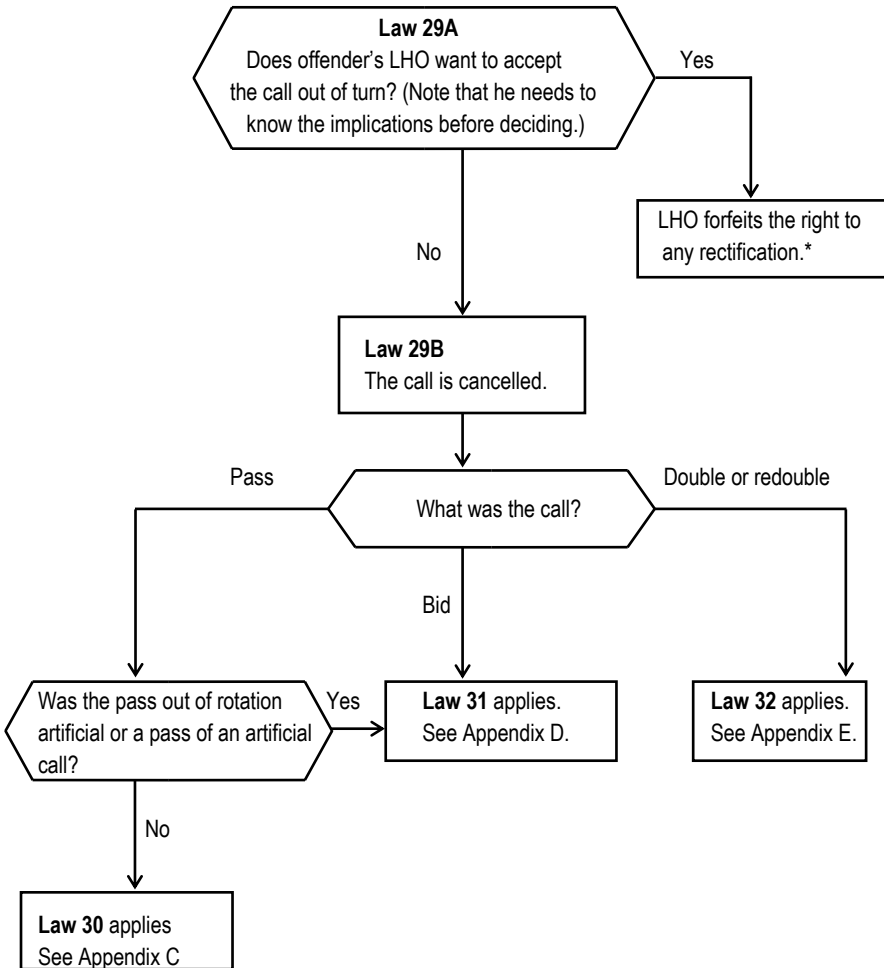 Law 29A
Does offender's LHO want to accept
the call out of turn? (Note that he needs to
know the implications before deciding.)
Yes
LHO forfeits the right to
any rectification.*
No
Law 29B
The call is cancelled.
Pass
What was the call?
Double or redouble
Bid
Was the pass out of rotation
artificial or a pass of an artificial
call?
Yes
Law 31 applies.
See Appendix D.
Law 32 applies.
See Appendix E.
No
Law 30 applies
See Appendix C